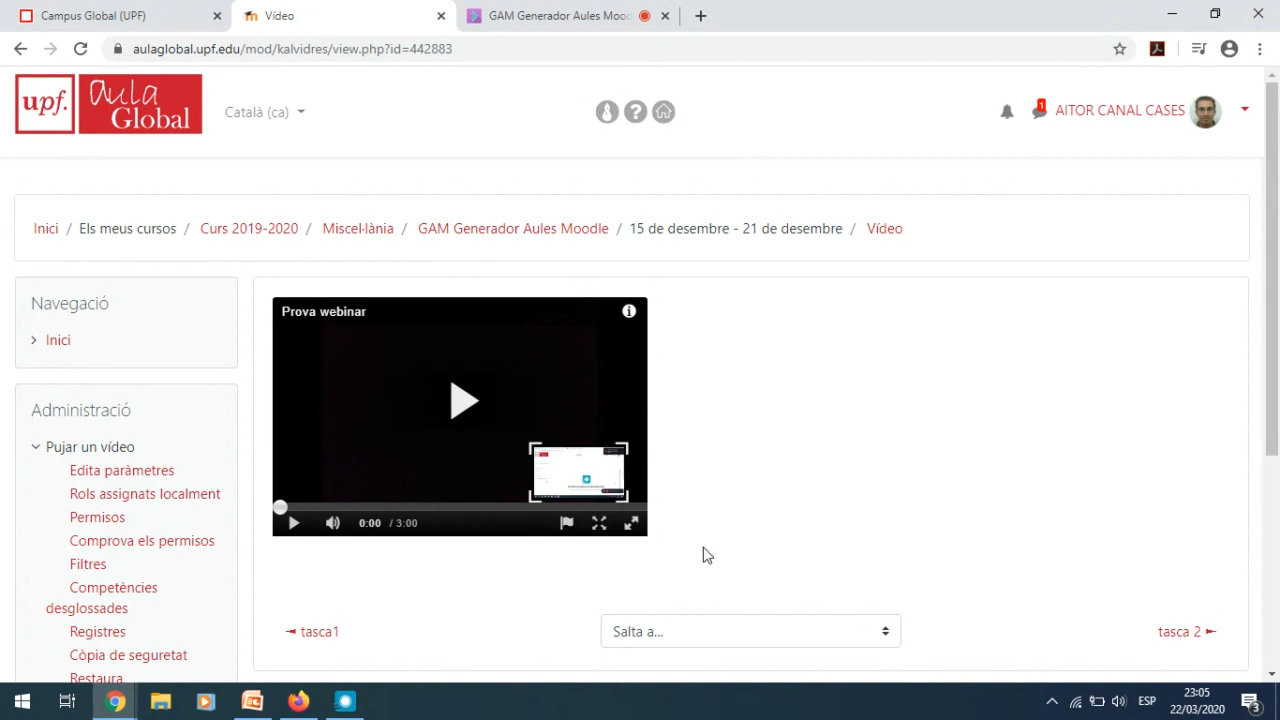 Campus Global (UPF)
Vídeo
GAM Generador Aules Mood
aulaglobal.upf.edu/mod/kalvidres/view.php?id=442883
upf.
aula
Global
Català (ca)
1
AITOR CANAL CASES
Inici / Els meus cursos / Curs 2019-2020 / Miscel·lània / GAM Generador Aules Moodle / 15 de desembre - 21 de desembre / Vídeo
Navegació
Inici
Administració
Pujar un vídeo
Edita paràmetres
Rols assignats localment
Permisos
Comprova els permisos
Filtres
Competències
desglossades
Registres
Còpia de seguretat
Restaura
Prova webinar
0:00 / 3:00
tasca1
Salta a...
tasca 2
ESP
23:05
22/03/2020
3